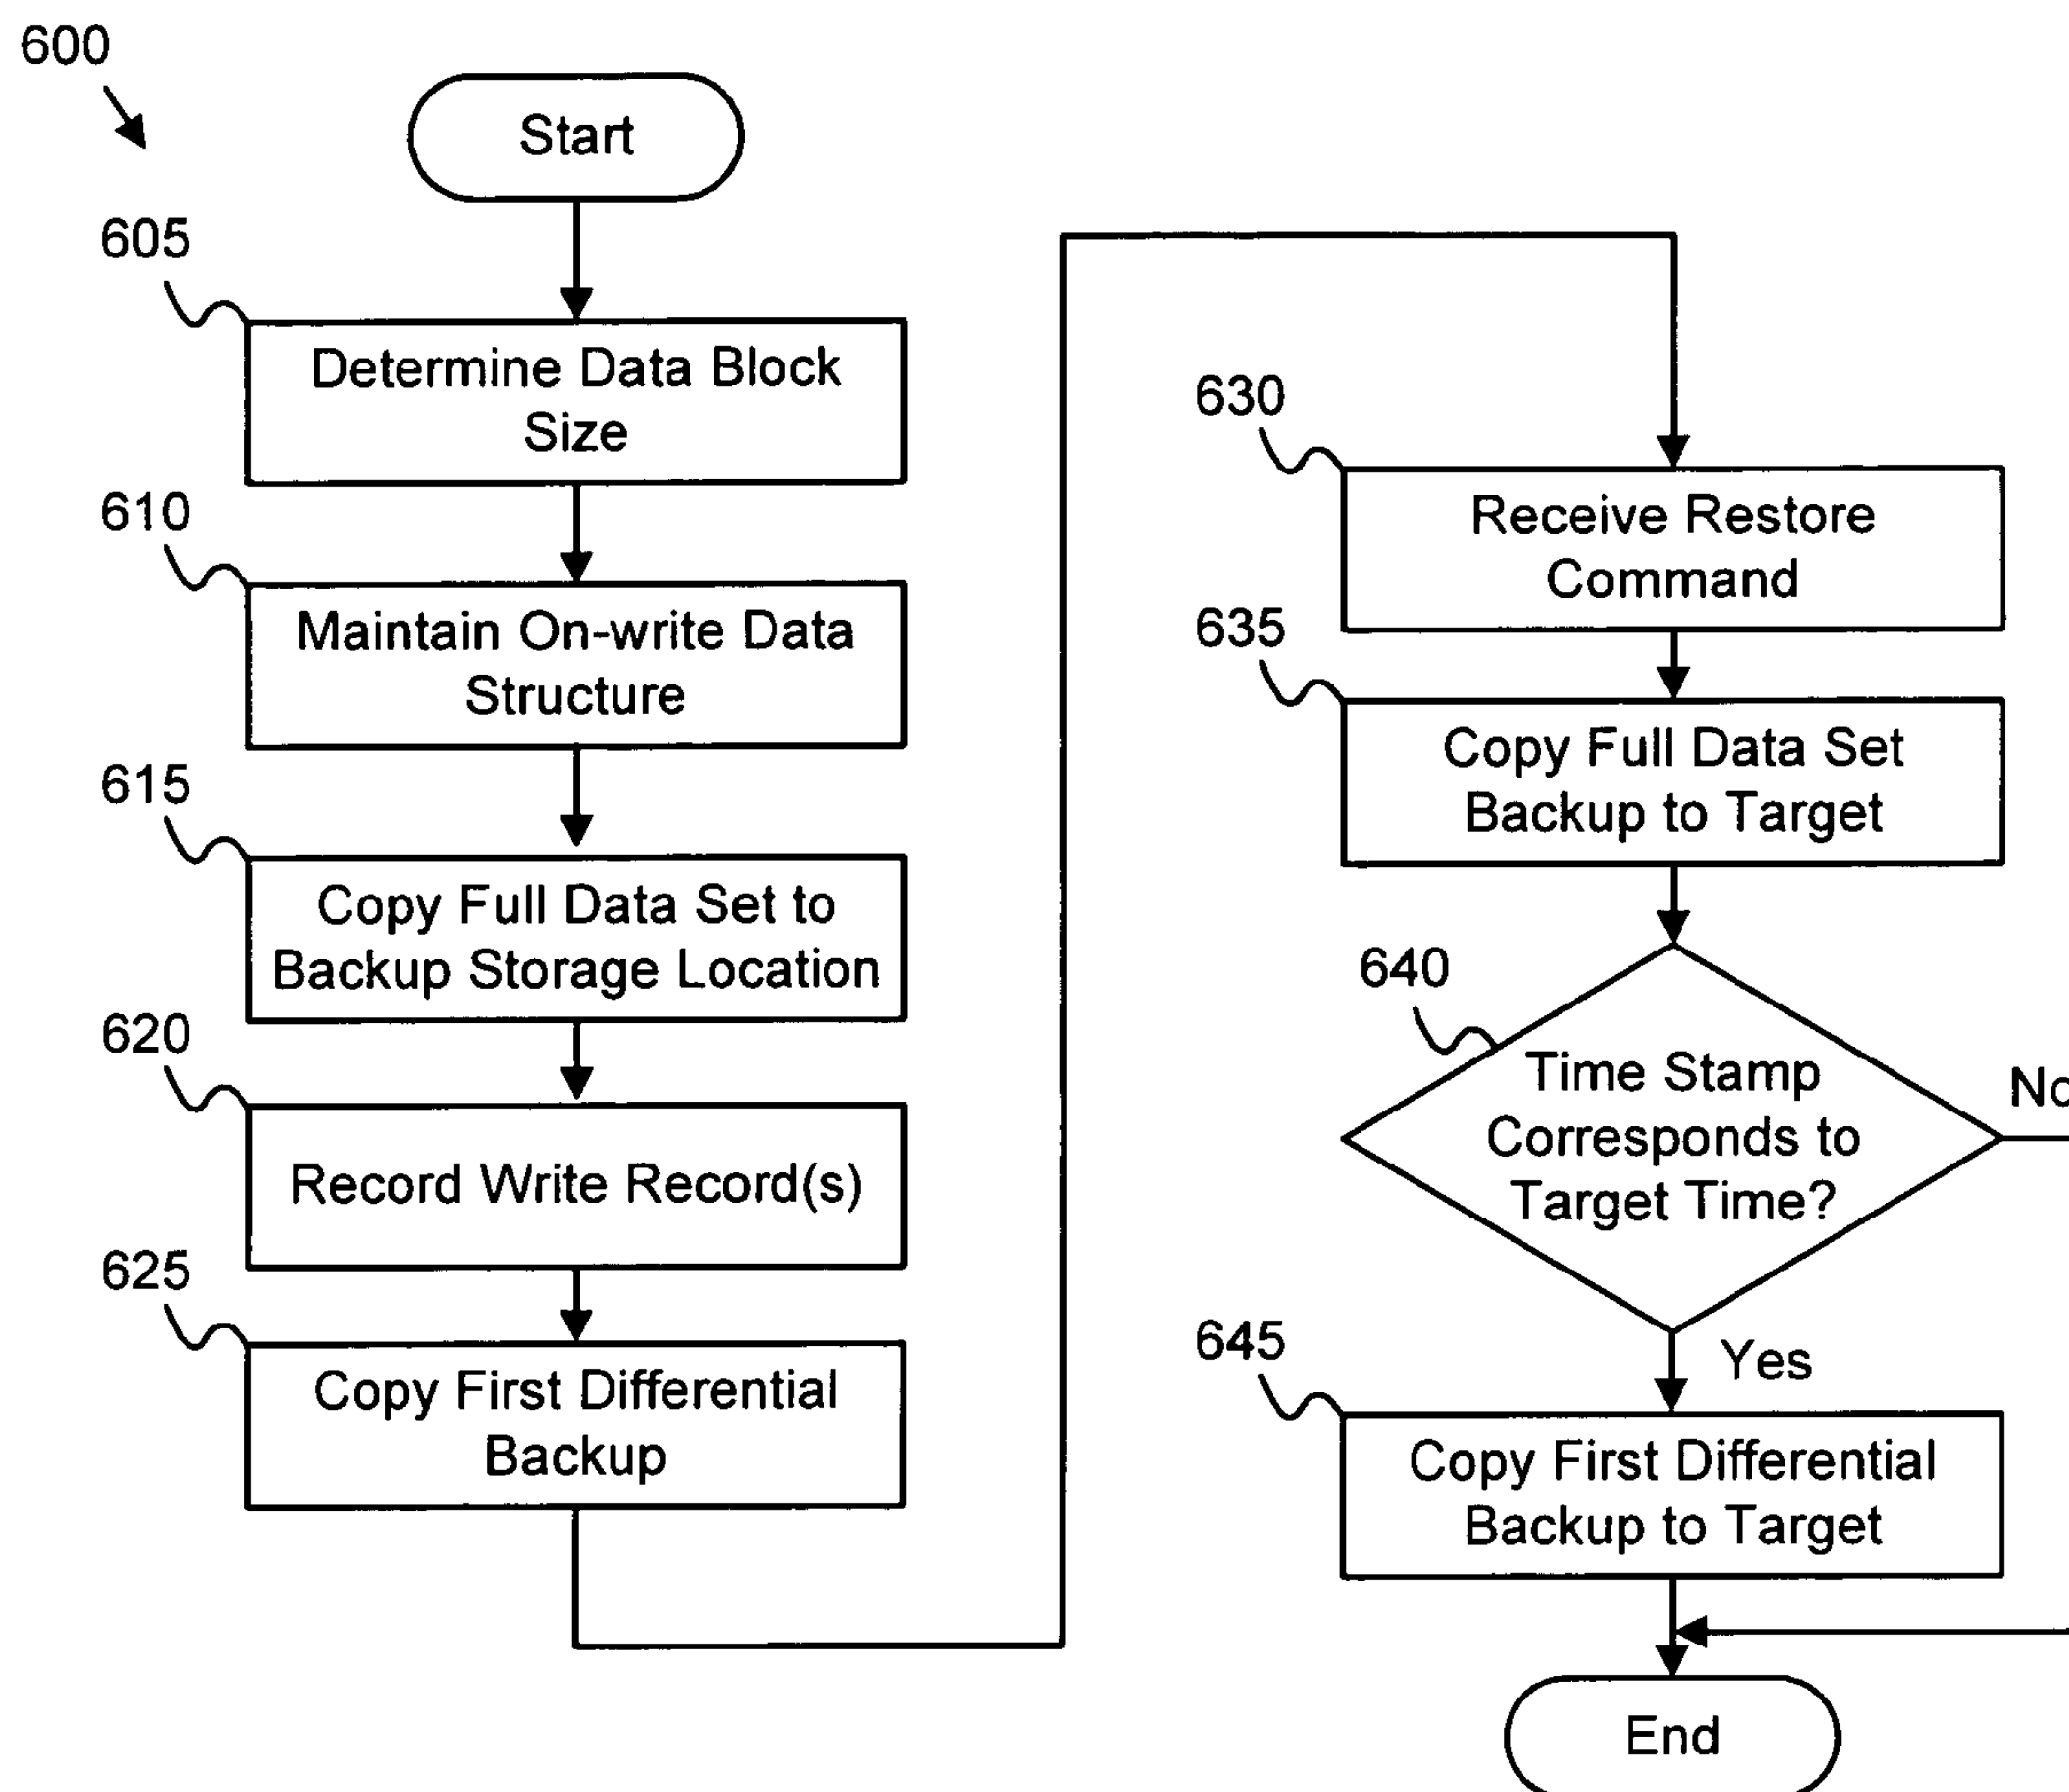 600
Start
605
Determine Data Block
Size
610
Maintain On-write Data
Structure
615
Copy Full Data Set to
Backup Storage Location
620
Record Write Record(s)
625
Copy First Differential
Backup
630
Receive Restore
Command
635
Copy Full Data Set
Backup to Target
640
Time Stamp
Corresponds to
Target Time?
No
Yes
645
Copy First Differential
Backup to Target
End